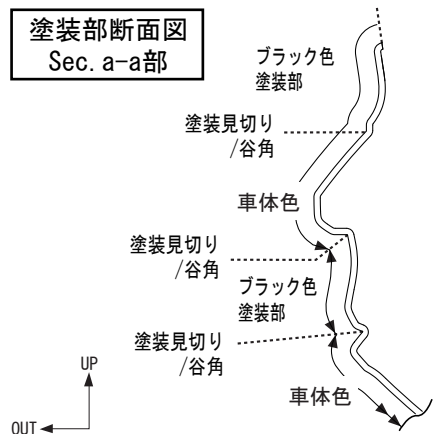 塗装部断面図
Sec.a-a部
ブラック色
塗装部
塗装見切り
/谷角
車体色
塗装見切り
/谷角
ブラック色
塗装部
塗装見切り
/谷角
車体色
UP
OUT